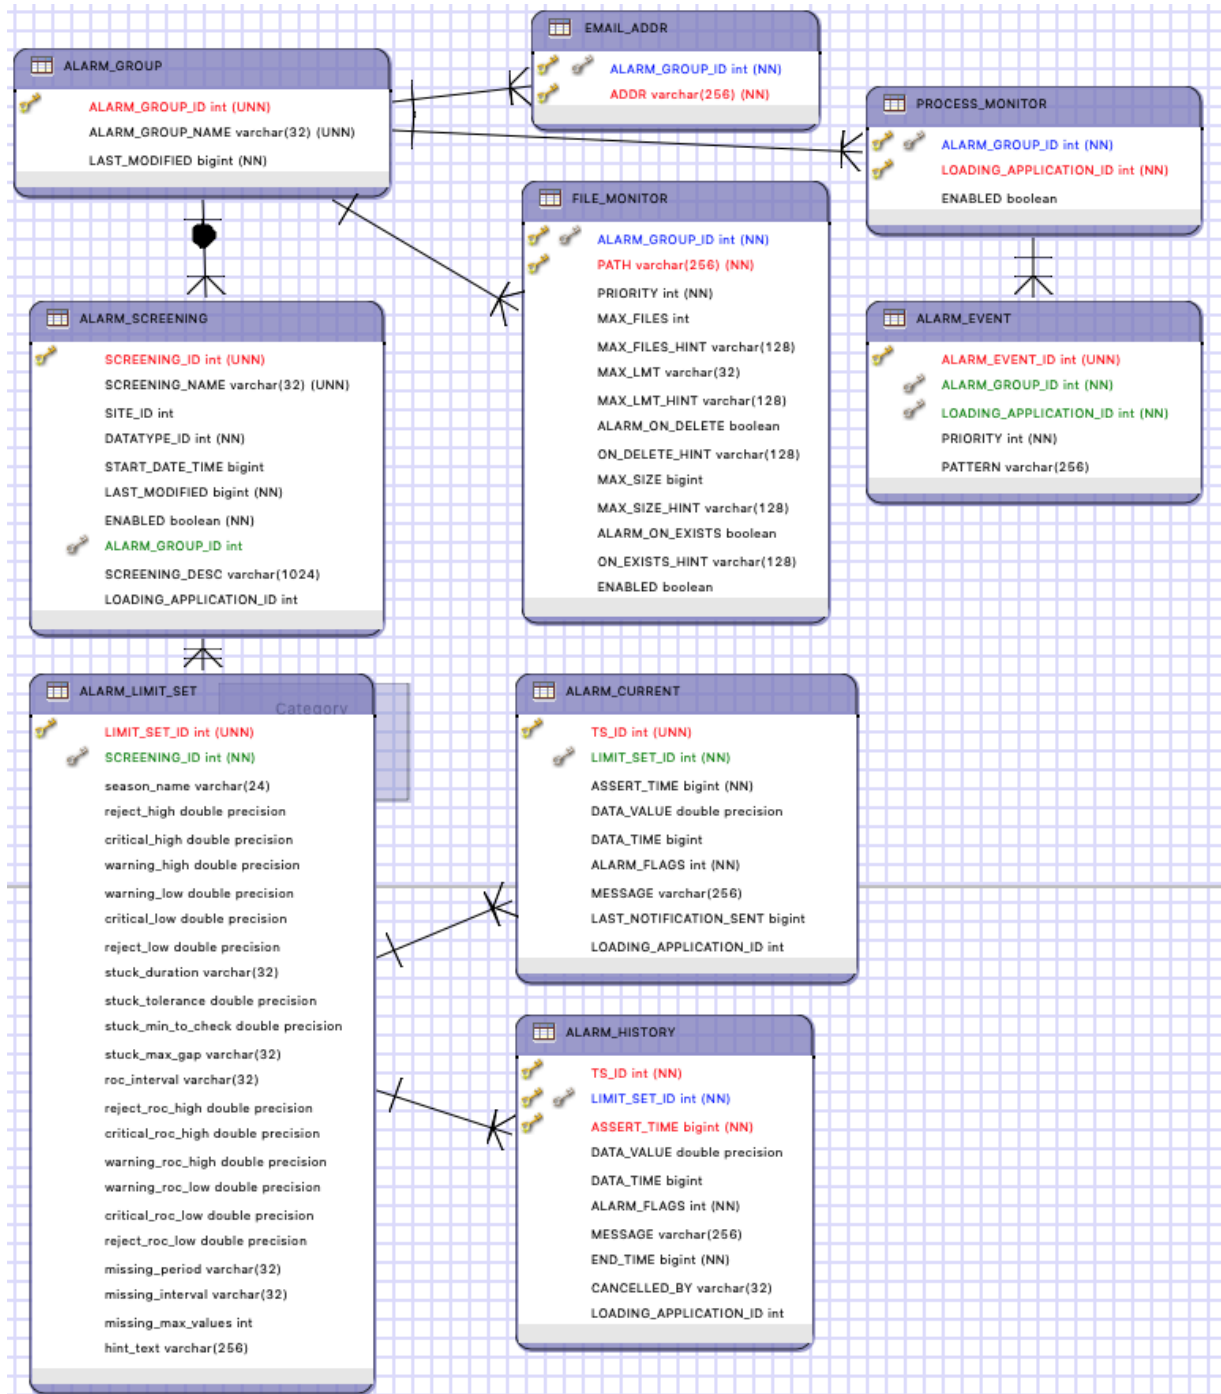 ALARM_GROUP
ALARM_GROUP_ID int (UNN)
ALARM_GROUP_NAME varchar(32) (UNN)
LAST_MODIFIED bigint (NN)
EMAIL_ADDR
ALARM_GROUP_ID int (NN)
ADDR varchar(256) (NN)
PROCESS_MONITOR
ALARM_GROUP_ID int (NN)
LOADING_APPLICATION_ID int (NN)
ENABLED boolean
FILE_MONITOR
ALARM_GROUP_ID int (NN)
PATH varchar(256) (NN)
PRIORITY int (NN)
MAX_FILES int
MAX_FILES_HINT varchar(128)
MAX_LMT varchar(32)
MAX_LMT_HINT varchar(128)
ALARM_ON_DELETE boolean
ON_DELETE_HINT varchar(128)
MAX_SIZE bigint
MAX_SIZE_HINT varchar(128)
ALARM_ON_EXISTS boolean
ON_EXISTS_HINT varchar(128)
ENABLED boolean
ALARM_SCREENING
SCREENING_ID int (UNN)
SCREENING_NAME varchar(32) (UNN)
SITE_ID int
DATATYPE_ID int (NN)
START_DATE_TIME bigint
LAST_MODIFIED bigint (NN)
ENABLED boolean (NN)
ALARM_GROUP_ID int
SCREENING_DESC varchar(1024)
LOADING_APPLICATION_ID int
ALARM_EVENT
ALARM_EVENT_ID int (UNN)
ALARM_GROUP_ID int (NN)
LOADING_APPLICATION_ID int (NN)
PRIORITY int (NN)
PATTERN varchar(256)
ALARM_LIMIT_SET
Category
LIMIT_SET_ID int (UNN)
SCREENING_ID int (NN)
season_name varchar(24)
reject_high double precision
critical_high double precision
warning_high double precision
warning_low double precision
critical_low double precision
reject_low double precision
stuck_duration varchar(32)
stuck_tolerance double precision
stuck_min_to_check double precision
stuck_max_gap varchar(32)
roc_interval varchar(32)
reject_roc_high double precision
critical_roc_high double precision
warning_roc_high double precision
warning_roc_low double precision
critical_roc_low double precision
reject_roc_low double precision
missing_period varchar(32)
missing_interval varchar(32)
missing_max_values int
hint_text varchar(256)
ALARM_CURRENT
TS_ID int (UNN)
LIMIT_SET_ID int (NN)
ASSERT_TIME bigint (NN)
DATA_VALUE double precision
DATA_TIME bigint
ALARM_FLAGS int (NN)
MESSAGE varchar(256)
LAST_NOTIFICATION_SENT bigint
LOADING_APPLICATION_ID int
ALARM_HISTORY
TS_ID int (NN)
LIMIT_SET_ID int (NN)
ASSERT_TIME bigint (NN)
DATA_VALUE double precision
DATA_TIME bigint
ALARM_FLAGS int (NN)
MESSAGE varchar(256)
END_TIME bigint (NN)
CANCELLED_BY varchar(32)
LOADING_APPLICATION_ID int